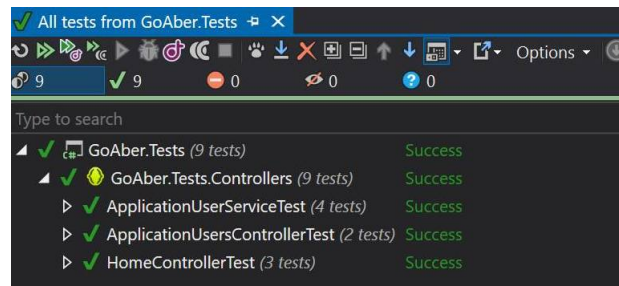 All tests from GoAber.Tests
Options
9 9 0 0 0
Type to search
C# GoAber.Tests (9 tests) Success
GoAber.Tests.Controllers (9 tests) Success
ApplicationUserServiceTest (4 tests) Success
ApplicationUsersControllerTest (2 tests) Success
HomeControllerTest (3 tests) Success